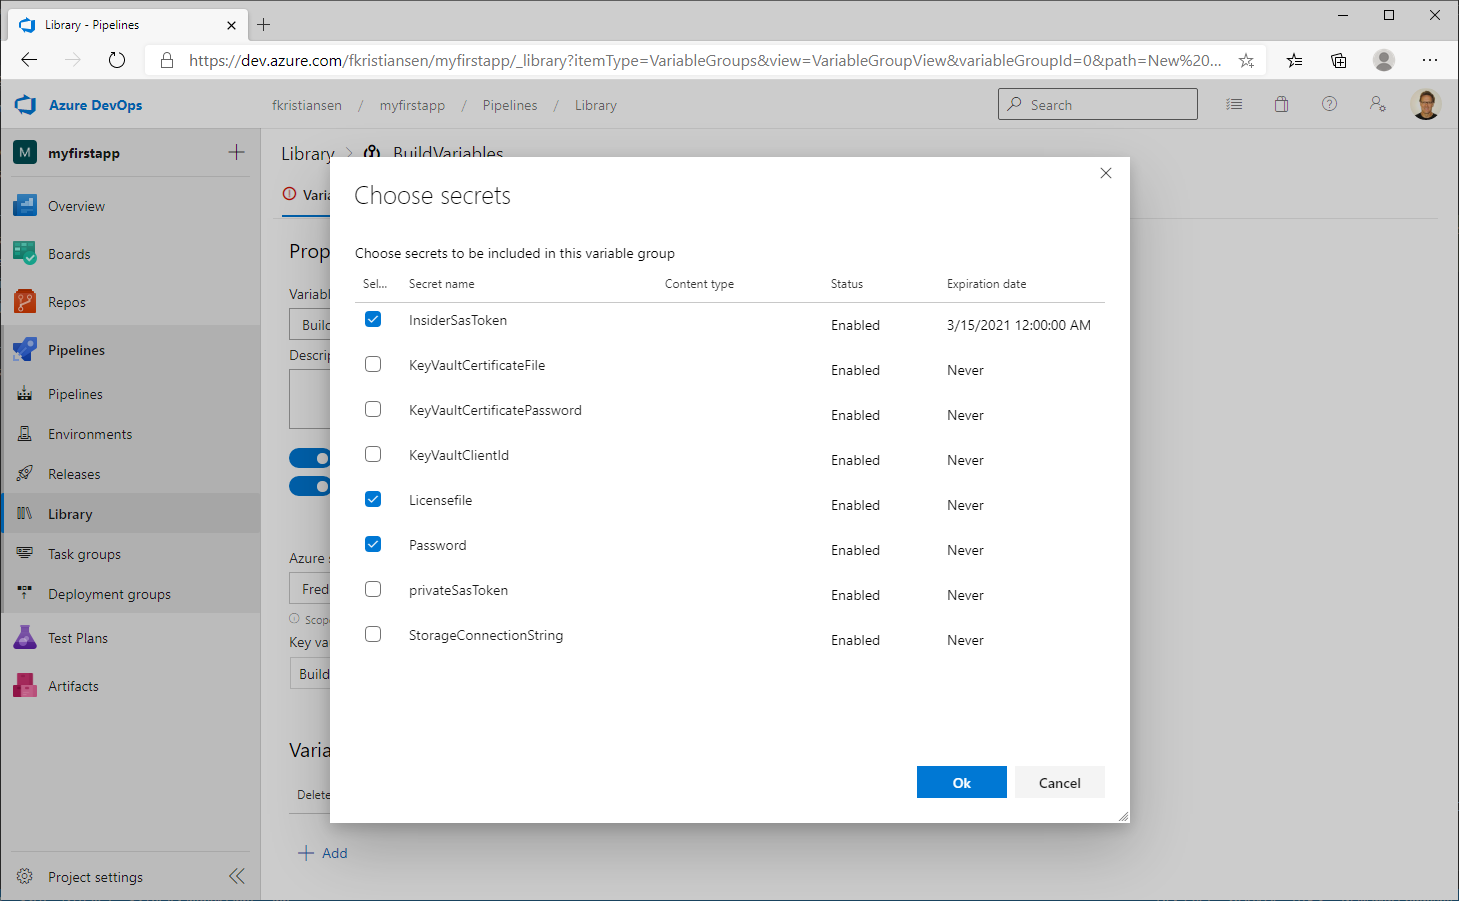 Library - Pipelines
https://dev.azure.com/fkristiansen/myfirstapp/_library?itemType=VariableGroups&view=VariableGroupView&variableGroupId=0&path=New%20...
Azure DevOps
fkristiansen / myfirstapp / Pipelines / Library
Search
M myfirstapp
Library > BuildVariables
Overview
Boards
Repos
Pipelines
Pipelines
Environments
Releases
Library
Task groups
Deployment groups
Test Plans
Artifacts
Project settings
Varia
Prop
Variabl
Build
Descrip
Azure s
Fred
Scop
Key va
Build
Varia
Delete
Add
Choose secrets
Choose secrets to be included in this variable group
Sel... Secret name Content type Status Expiration date
InsiderSasToken Enabled 3/15/2021 12:00:00 AM
KeyVaultCertificateFile Enabled Never
KeyVaultCertificatePassword Enabled Never
KeyVaultClientId Enabled Never
Licensefile Enabled Never
Password Enabled Never
privateSasToken Enabled Never
StorageConnectionString Enabled Never
Ok Cancel